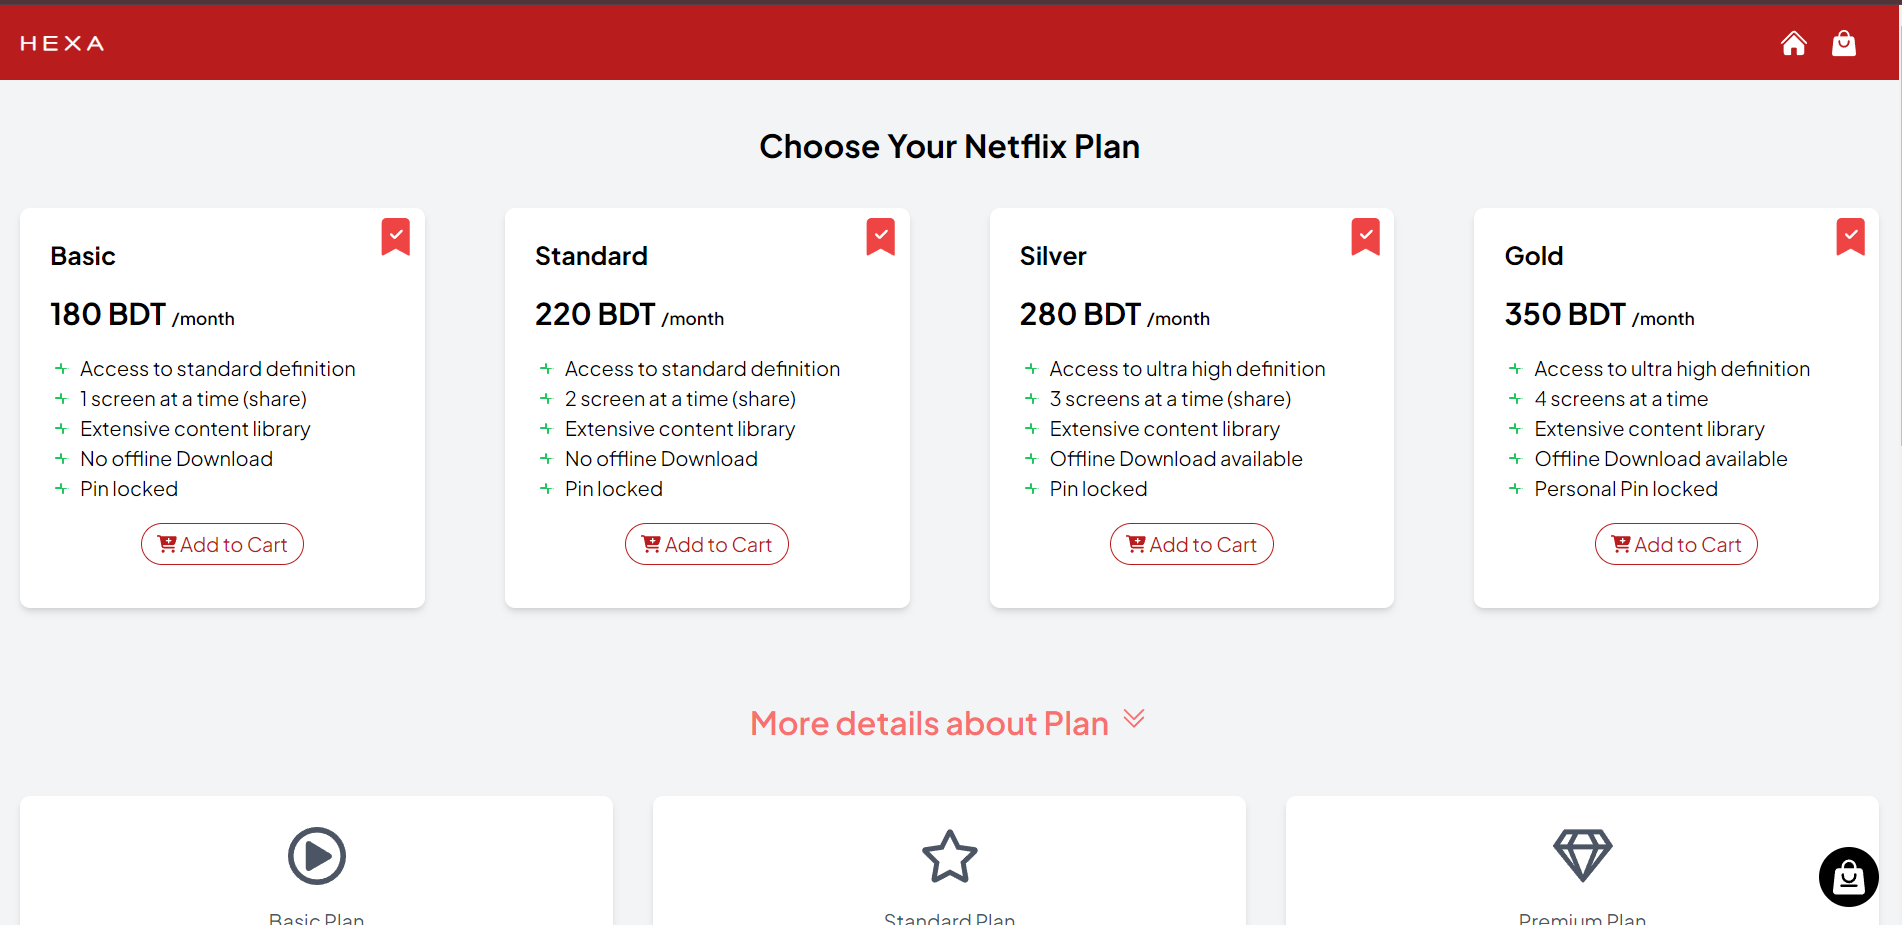 HEXA
Choose Your Netflix Plan
Basic
180 BDT /month
Access to standard definition
1 screen at a time (share)
Extensive content library
No offline Download
Pin locked
Add to Cart
Standard
220 BDT /month
Access to standard definition
2 screen at a time (share)
Extensive content library
No offline Download
Pin locked
Add to Cart
Silver
280 BDT /month
Access to ultra high definition
3 screens at a time (share)
Extensive content library
Offline Download available
Pin locked
Add to Cart
Gold
350 BDT /month
Access to ultra high definition
4 screens at a time
Extensive content library
Offline Download available
Personal Pin locked
Add to Cart
More details about Plan
Basic Plan
Standard Plan
Premium Plan